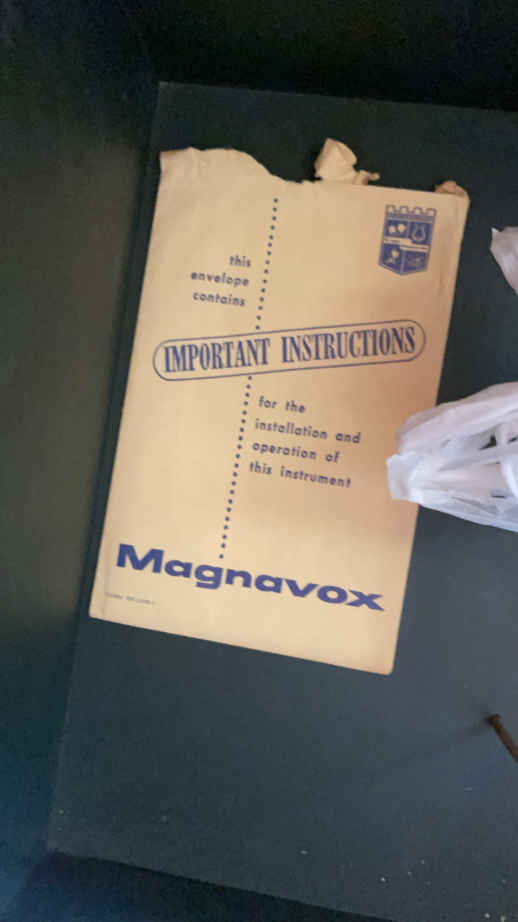 this
envelope
contains
IMPORTANT INSTRUCTIONS
for the
installation and
operation of
this instrument
Magnavox